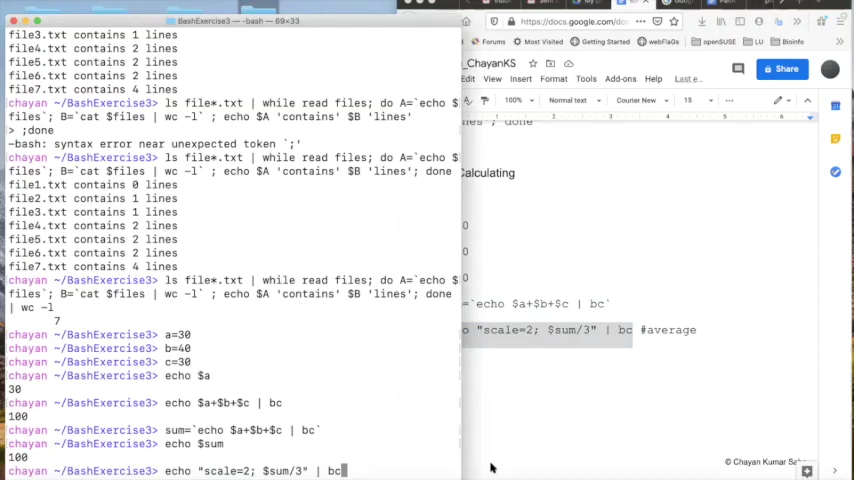 BashExercise3 — -bash — 69×33
file3.txt contains 1 lines
file4.txt contains 2 lines
file5.txt contains 2 lines
file6.txt contains 2 lines
file7.txt contains 4 lines
chayan ~/BashExercise3> ls file*.txt | while read files; do A=`echo $
files`; B=`cat $files | wc -l` ; echo $A 'contains' $B 'lines'
> ;done
-bash: syntax error near unexpected token `;'
chayan ~/BashExercise3> ls file*.txt | while read files; do A=`echo $
files`; B=`cat $files | wc -l` ; echo $A 'contains' $B 'lines'; done
file1.txt contains 0 lines
file2.txt contains 1 lines
file3.txt contains 1 lines
file4.txt contains 2 lines
file5.txt contains 2 lines
file6.txt contains 2 lines
file7.txt contains 4 lines
chayan ~/BashExercise3> ls file*.txt | while read files; do A=`echo $
files`; B=`cat $files | wc -l` ; echo $A 'contains' $B 'lines'; done
| wc -l
7
chayan ~/BashExercise3> a=30
chayan ~/BashExercise3> b=40
chayan ~/BashExercise3> c=30
chayan ~/BashExercise3> echo $a
30
chayan ~/BashExercise3> echo $a+$b+$c | bc
100
chayan ~/BashExercise3> sum=`echo $a+$b+$c | bc`
chayan ~/BashExercise3> echo $sum
100
chayan ~/BashExercise3> echo "scale=2; $sum/3" | bc
https://docs.google.com/do
Forums Most Visited Getting Started webFlaGs openSUSE LU Bioinfo
_ChayanKS
Share
Edit View Insert Format Tools Add-ons Help Last e...
100% Normal text Courier New 15
1 2 3 4 5 6
lines'; done
Calculating
0
0
0
=`echo $a+$b+$c | bc`
o "scale=2; $sum/3" | bc #average
© Chayan Kumar Saha